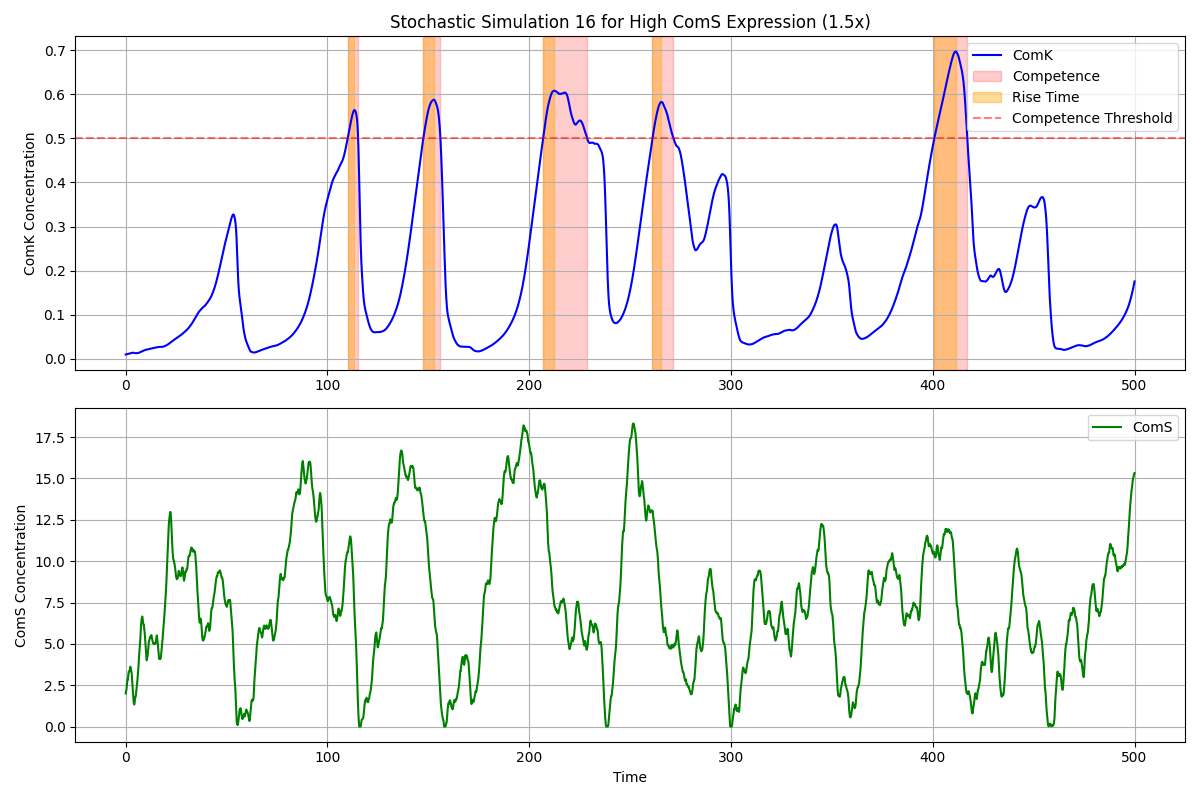 Stochastic Simulation 16 for High ComS Expression (1.5x)
ComK Concentration
0.7
0.6
0.5
0.4
0.3
0.2
0.1
0.0
ComK
Competence
Rise Time
Competence Threshold
0 100 200 300 400 500
ComS Concentration
17.5
15.0
12.5
10.0
7.5
5.0
2.5
0.0
ComS
0 100 200 300 400 500
Time